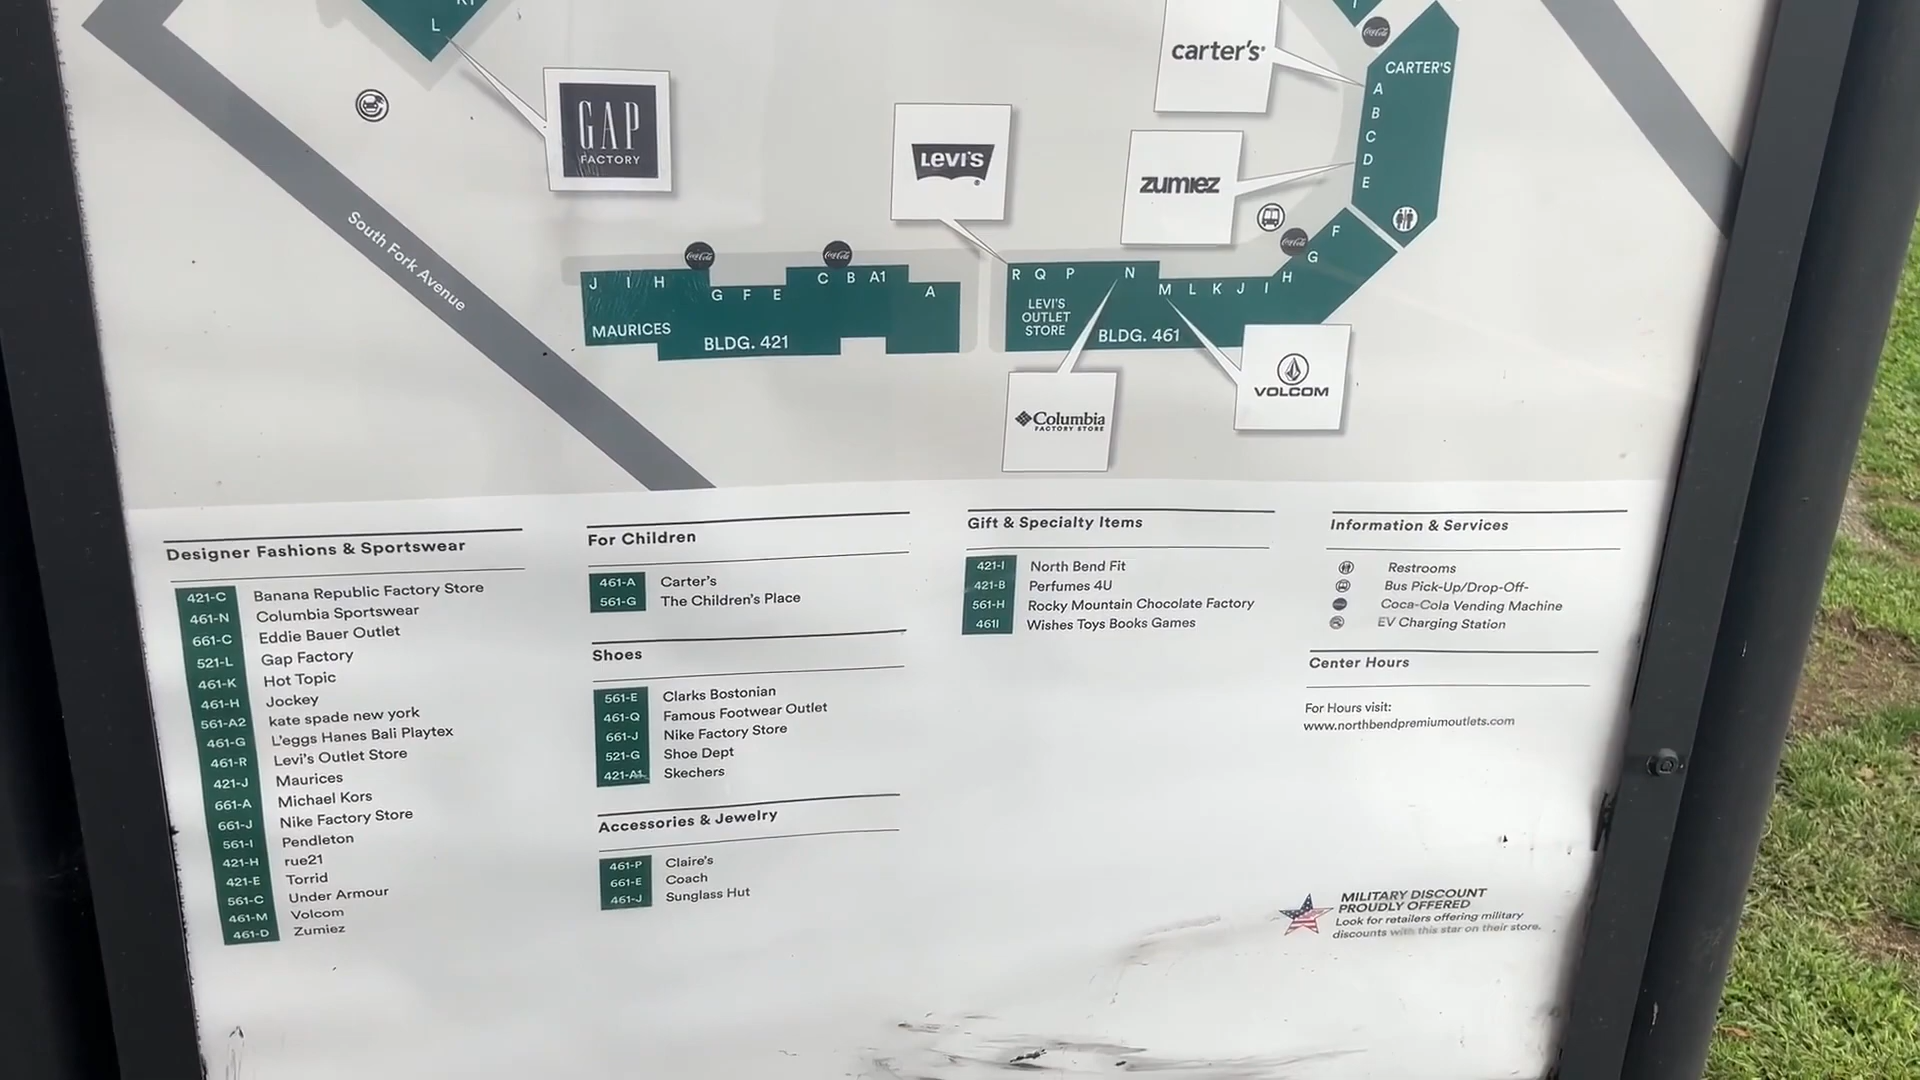 L
GAP
FACTORY
South Fork Avenue
Levi's
carter's
zumiez
Coca-Cola
CARTER'S
A
B
C
D
E
F
G
H
J I H
G F E
C B A1
A
MAURICES
BLDG. 421
R Q P N
M L K J I
LEVI'S
OUTLET
STORE
BLDG. 461
Coca-Cola
Coca-Cola
Coca-Cola
Columbia
FACTORY STORE
VOLCOM
Designer Fashions & Sportswear
421-C Banana Republic Factory Store
461-N Columbia Sportswear
661-C Eddie Bauer Outlet
521-L Gap Factory
461-K Hot Topic
461-H Jockey
561-A2 kate spade new york
461-G L'eggs Hanes Bali Playtex
461-R Levi's Outlet Store
421-J Maurices
661-A Michael Kors
661-J Nike Factory Store
561-I Pendleton
421-H rue21
421-E Torrid
561-C Under Armour
461-M Volcom
461-D Zumiez
For Children
461-A Carter's
561-G The Children's Place
Shoes
561-E Clarks Bostonian
461-Q Famous Footwear Outlet
661-J Nike Factory Store
521-G Shoe Dept
421-A1 Skechers
Accessories & Jewelry
461-P Claire's
661-E Coach
461-J Sunglass Hut
Gift & Specialty Items
421-I North Bend Fit
421-B Perfumes 4U
561-H Rocky Mountain Chocolate Factory
461I Wishes Toys Books Games
Information & Services
Restrooms
Bus Pick-Up/Drop-Off-
Coca-Cola Vending Machine
EV Charging Station
Center Hours
For Hours visit:
www.northbendpremiumoutlets.com
MILITARY DISCOUNT
PROUDLY OFFERED
Look for retailers offering military
discounts with this star on their store.